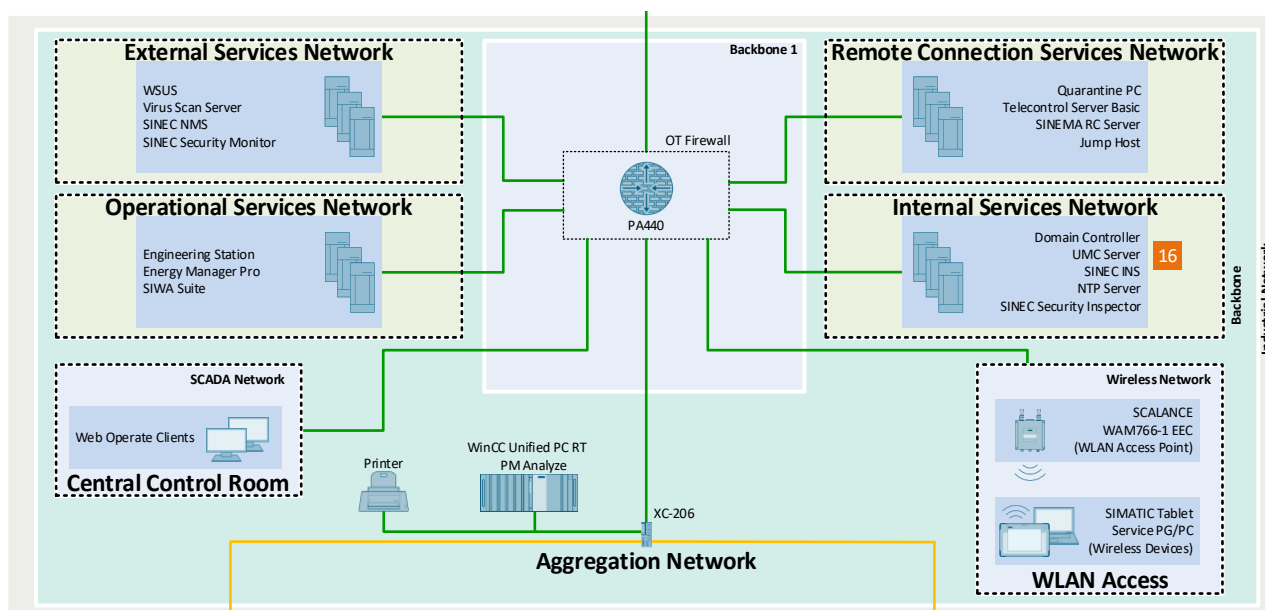 External Services Network
WSUS
Virus Scan Server
SINEC NMS
SINEC Security Monitor
Backbone 1
OT Firewall
PA440
Remote Connection Services Network
Quarantine PC
Telecontrol Server Basic
SINEMA RC Server
Jump Host
Operational Services Network
Engineering Station
Energy Manager Pro
SIWA Suite
Internal Services Network
Domain Controller
UMC Server
SINEC INS
NTP Server
SINEC Security Inspector
16
Backbone
Industrial Network
SCADA Network
Web Operate Clients
Central Control Room
Printer
WinCC Unified PC RT
PM Analyze
XC-206
Aggregation Network
Wireless Network
SCALANCE
WAM766-1 EEC
(WLAN Access Point)
SIMATIC Tablet
Service PG/PC
(Wireless Devices)
WLAN Access